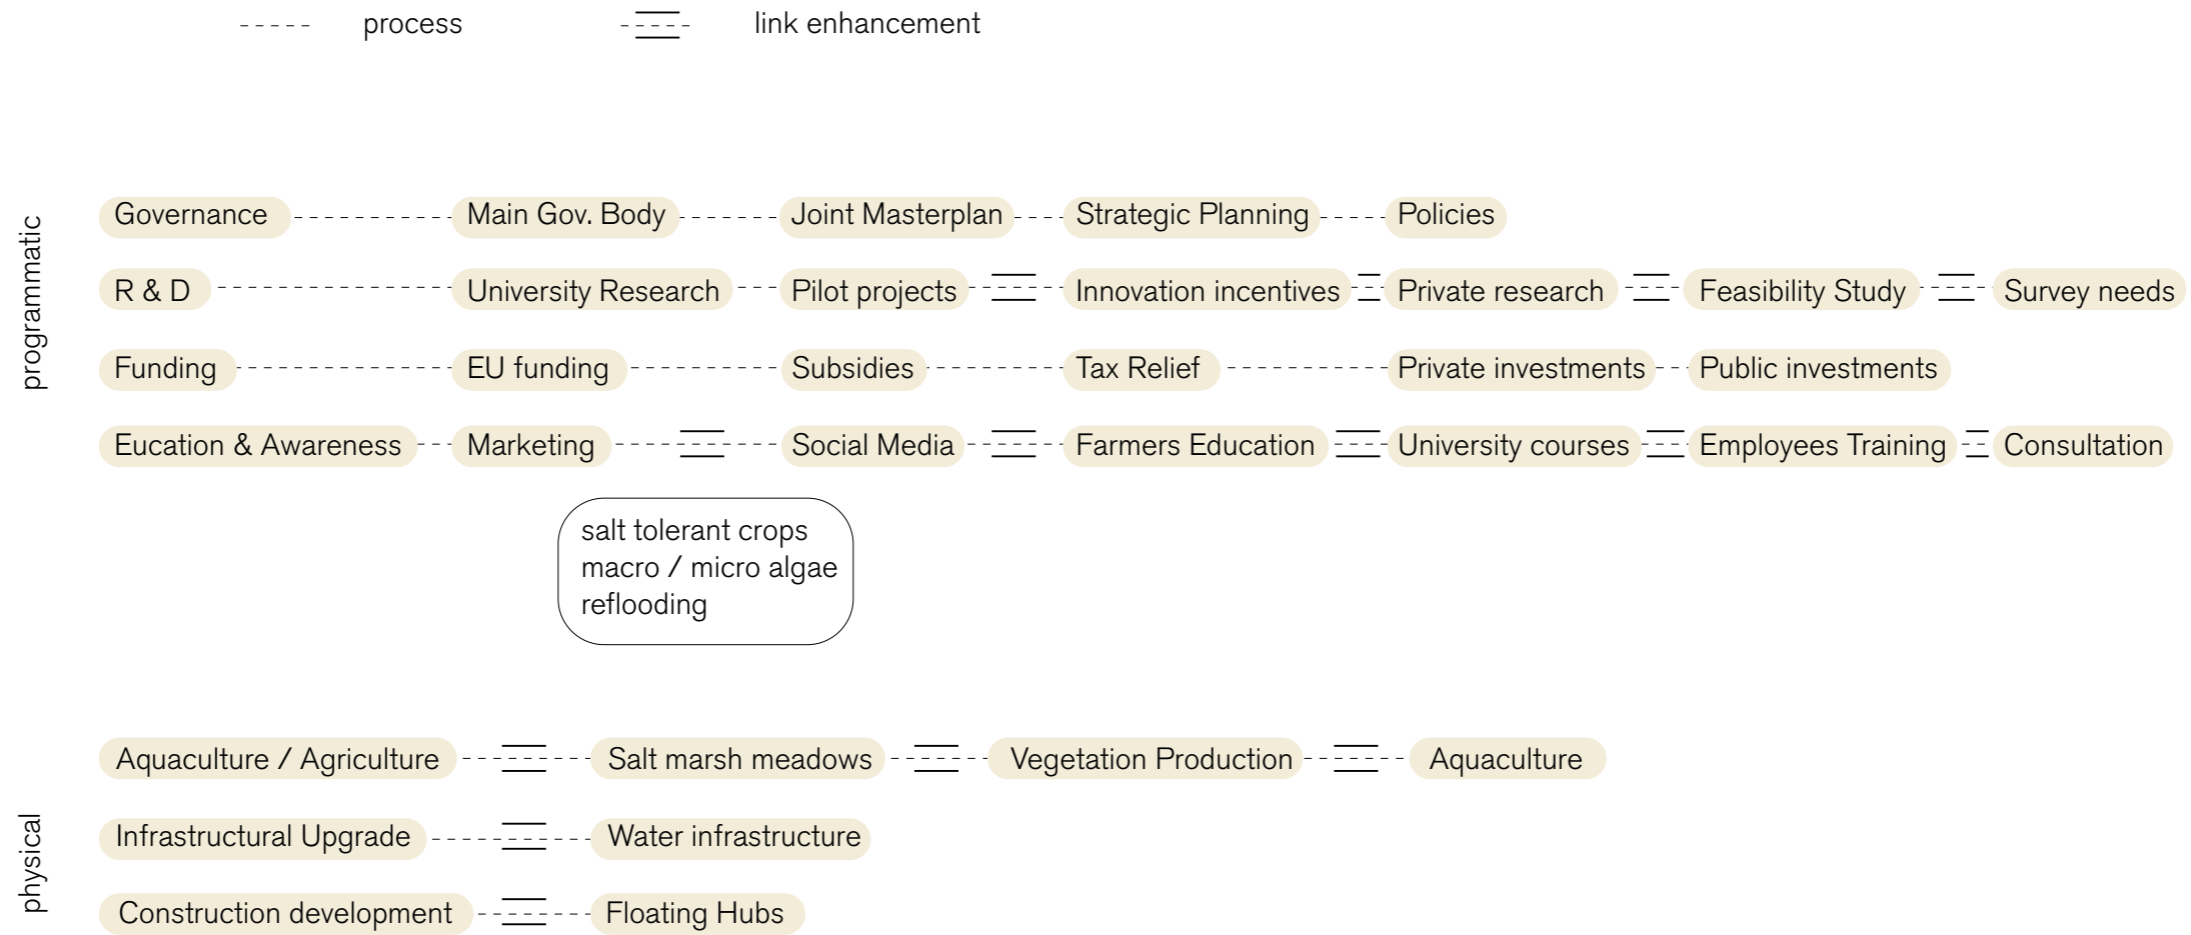 process
link enhancement
programmatic
Governance
Main Gov. Body
Joint Masterplan
Strategic Planning
Policies
R & D
University Research
Pilot projects
Innovation incentives
Private research
Feasibility Study
Survey needs
Funding
EU funding
Subsidies
Tax Relief
Private investments
Public investments
Eucation & Awareness
Marketing
Social Media
Farmers Education
University courses
Employees Training
Consultation
salt tolerant crops
macro / micro algae
reflooding
physical
Aquaculture / Agriculture
Salt marsh meadows
Vegetation Production
Aquaculture
Infrastructural Upgrade
Water infrastructure
Construction development
Floating Hubs